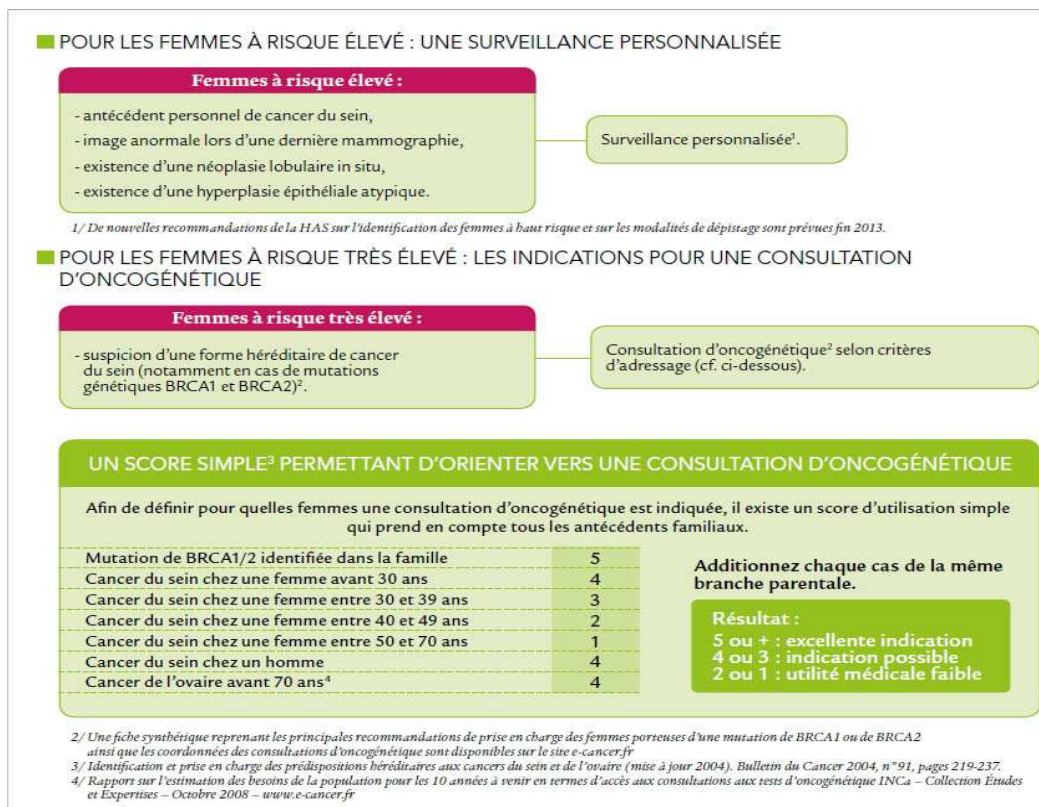 POUR LES FEMMES À RISQUE ÉLEVÉ : UNE SURVEILLANCE PERSONNALISÉE
Femmes à risque élevé :
- antécédent personnel de cancer du sein,
- image anormale lors d'une dernière mammographie,
- existence d'une néoplasie lobulaire in situ,
- existence d'une hyperplasie épithéliale atypique.
Surveillance personnalisée¹.
1/ De nouvelles recommandations de la HAS sur l'identification des femmes à haut risque et sur les modalités de dépistage sont prévues fin 2013.
POUR LES FEMMES À RISQUE TRÈS ÉLEVÉ : LES INDICATIONS POUR UNE CONSULTATION
D'ONCOGÉNÉTIQUE
Femmes à risque très élevé :
- suspicion d'une forme héréditaire de cancer
du sein (notamment en cas de mutations
génétiques BRCA1 et BRCA2)².
Consultation d'oncogénétique² selon critères
d'adressage (cf. ci-dessous).
UN SCORE SIMPLE³ PERMETTANT D'ORIENTER VERS UNE CONSULTATION D'ONCOGÉNÉTIQUE
Afin de définir pour quelles femmes une consultation d'oncogénétique est indiquée, il existe un score d'utilisation simple
qui prend en compte tous les antécédents familiaux.
Mutation de BRCA1/2 identifiée dans la famille 5
Cancer du sein chez une femme avant 30 ans 4
Cancer du sein chez une femme entre 30 et 39 ans 3
Cancer du sein chez une femme entre 40 et 49 ans 2
Cancer du sein chez une femme entre 50 et 70 ans 1
Cancer du sein chez un homme 4
Cancer de l'ovaire avant 70 ans⁴ 4
Additionnez chaque cas de la même
branche parentale.
Résultat :
5 ou + : excellente indication
4 ou 3 : indication possible
2 ou 1 : utilité médicale faible
2/ Une fiche synthétique reprenant les principales recommandations de prise en charge des femmes porteuses d'une mutation de BRCA1 ou de BRCA2
ainsi que les coordonnées des consultations d'oncogénétique sont disponibles sur le site e-cancer.fr
3/ Identification et prise en charge des prédispositions héréditaires aux cancers du sein et de l'ovaire (mise à jour 2004). Bulletin du Cancer 2004, n°91, pages 219-237.
4/ Rapport sur l'estimation des besoins de la population pour les 10 années à venir en termes d'accès aux consultations aux tests d'oncogénétique INCa – Collection Études
et Expertises – Octobre 2008 – www.e-cancer.fr